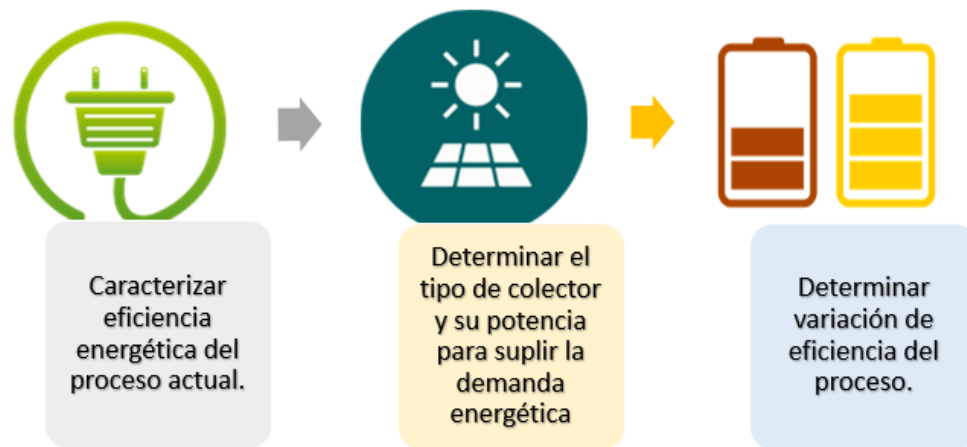 Caracterizar
eficiencia
energética del
proceso actual.
Determinar el
tipo de colector
y su potencia
para suplir la
demanda
energética
Determinar
variación de
eficiencia del
proceso.